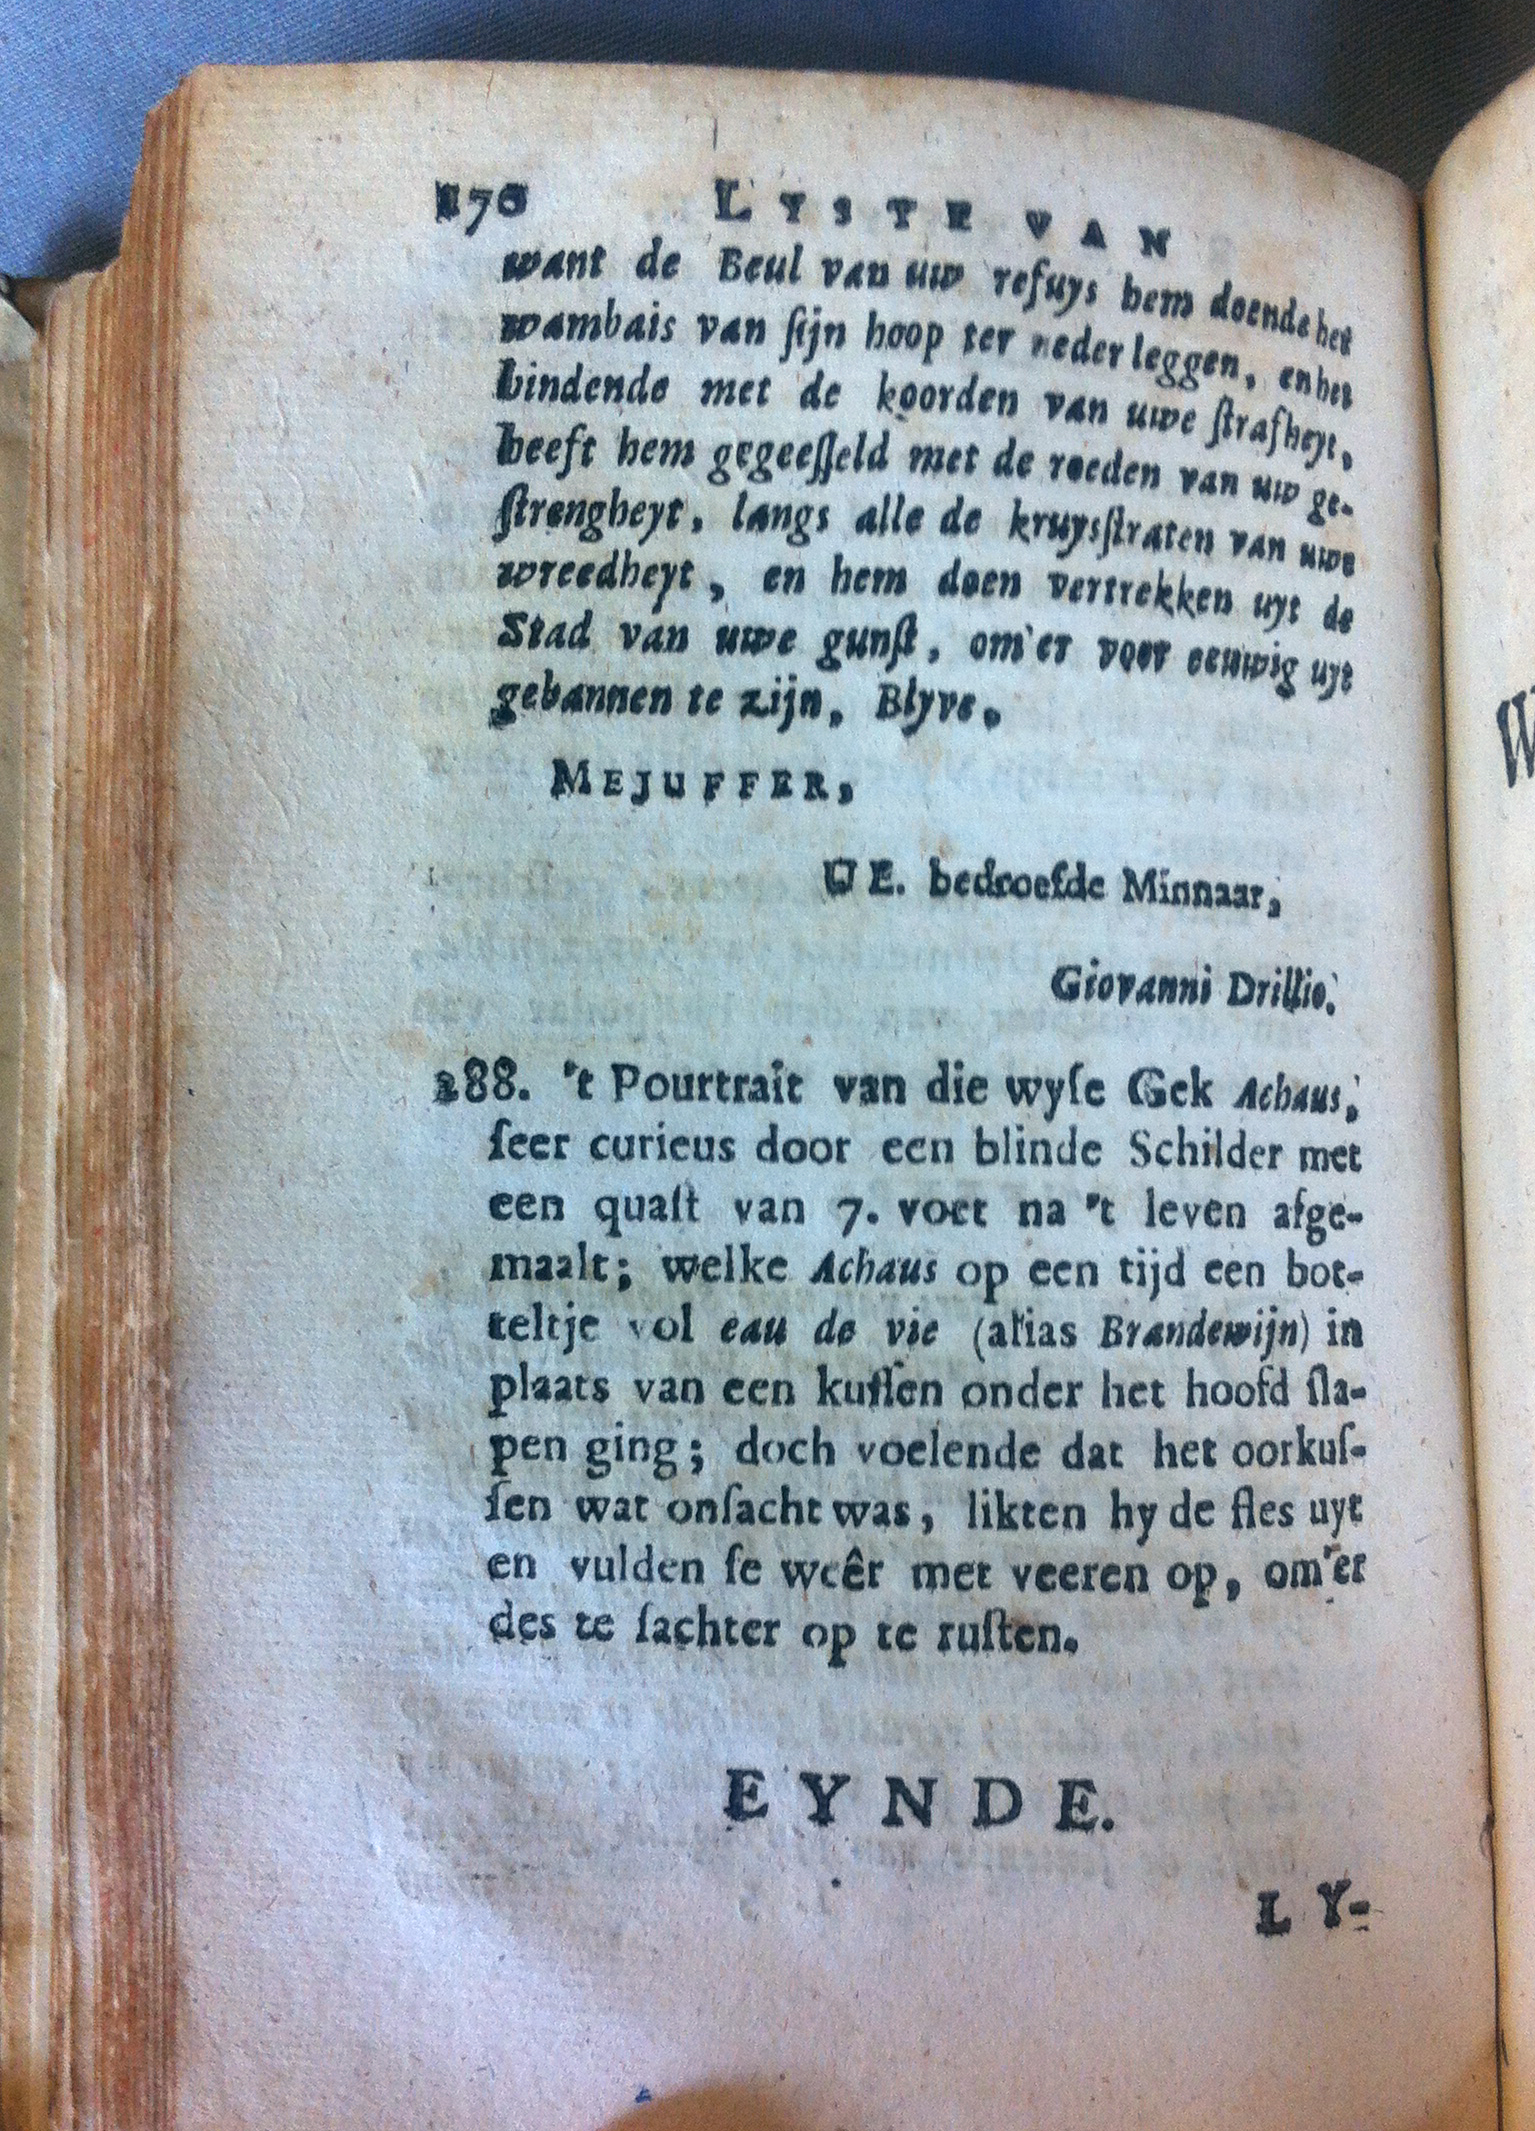 170 LYSTE VAN
want de Beul van uw refuys hem doende het
wambais van ſijn hoop ter neder leggen, en het
bindende met de koorden van uwe ſtrafheyt,
heeft hem gegeeſſeld met de roeden van uw ge-
ſtrengheyt, langs alle de kruysſtraten van uwe
wreedheyt, en hem doen vertrekken uyt de
Stad van uwe gunſt, om'er voor eeuwig uyt
gebannen te zijn, Blyve.
MEJUFFER,
UE. bedroefde Minnaar,
Giovanni Drillio.
288. 't Pourtrait van die wyſe Gek Achaus,
ſeer curieus door een blinde Schilder met
een quaſt van 7. voet na 't leven afge-
maalt; welke Achaus op een tijd een bot-
teltje vol eau de vie (alias Brandewijn) in
plaats van een kuſſen onder het hoofd ſla-
pen ging; doch voelende dat het oorkuſ-
ſen wat onſacht was, likten hy de fles uyt
en vulden ſe weêr met veeren op, om'er
des te ſachter op te ruſten.
EYNDE.
LY-
W